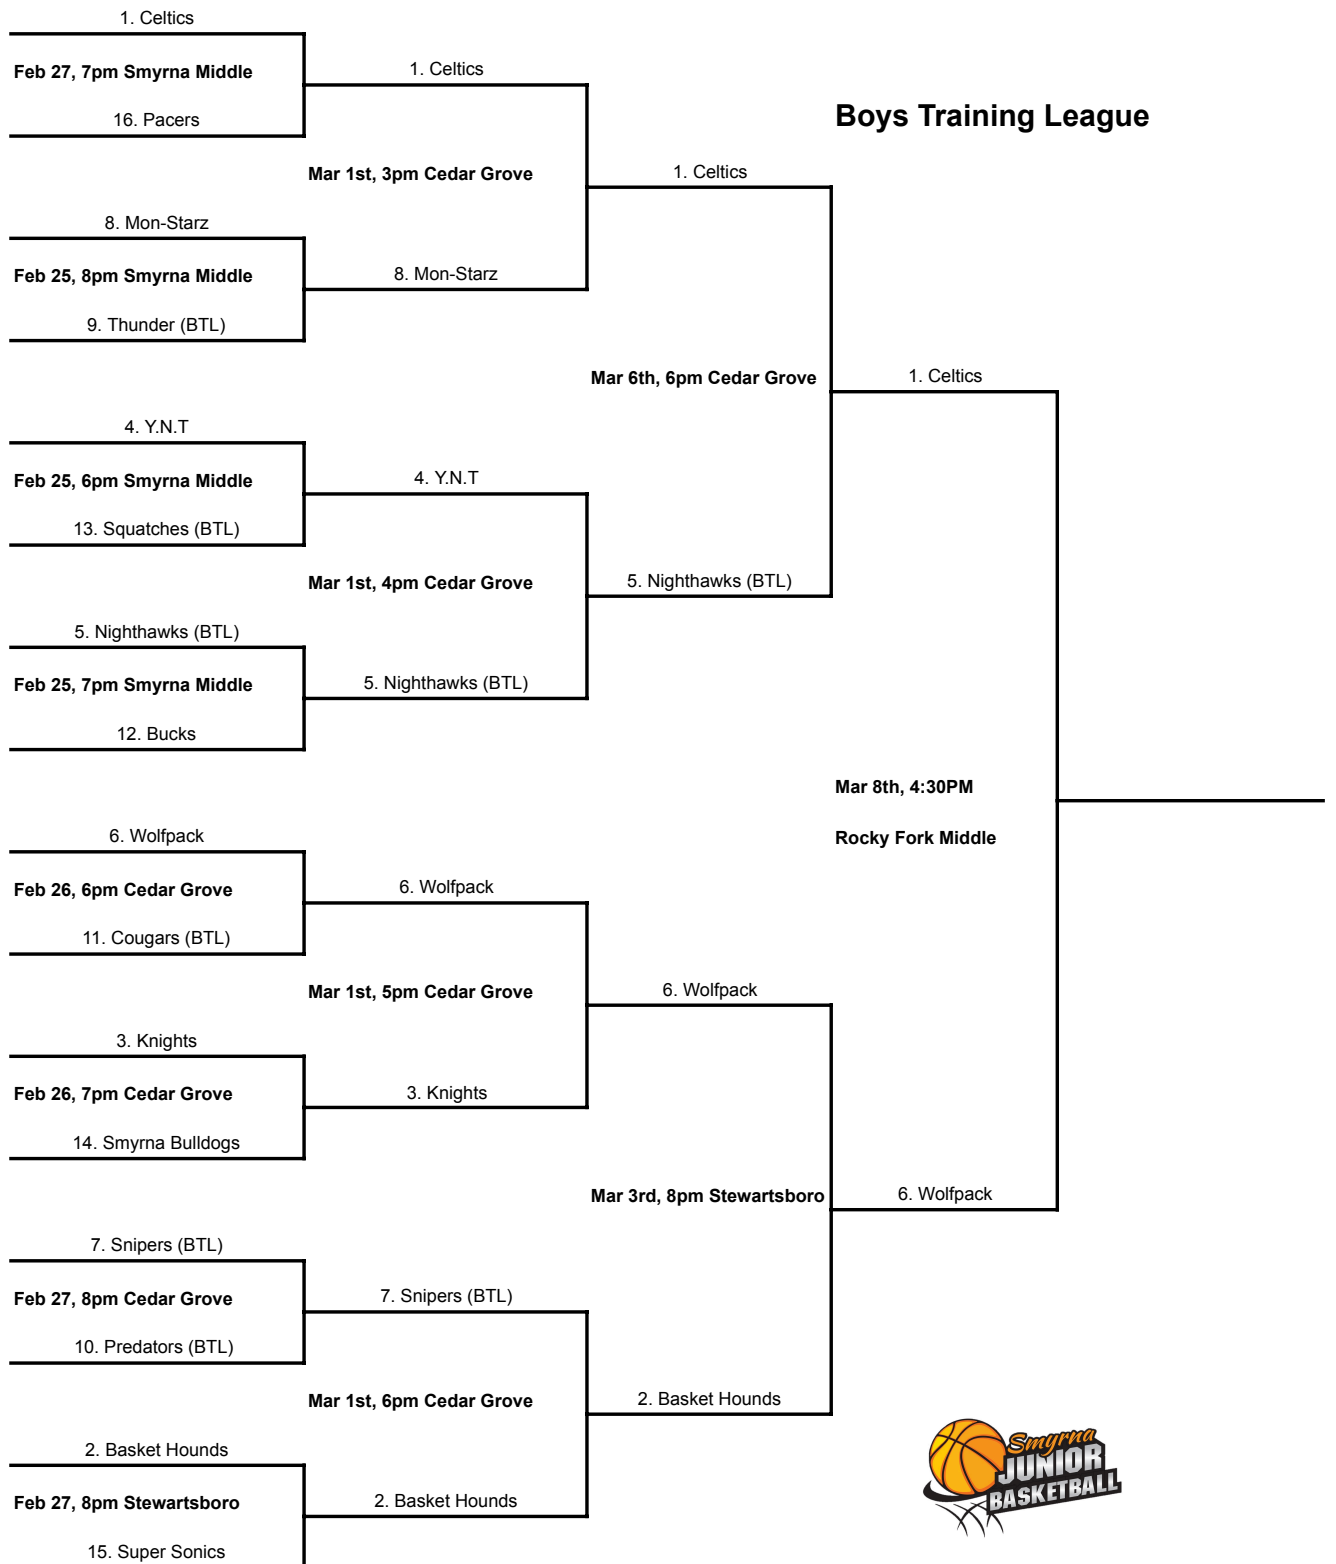 1. Celtics
Feb 27, 7pm Smyrna Middle
1. Celtics
16. Pacers
Boys Training League
Mar 1st, 3pm Cedar Grove
1. Celtics
8. Mon-Starz
Feb 25, 8pm Smyrna Middle
8. Mon-Starz
9. Thunder (BTL)
Mar 6th, 6pm Cedar Grove
1. Celtics
4. Y.N.T
Feb 25, 6pm Smyrna Middle
4. Y.N.T
13. Squatches (BTL)
Mar 1st, 4pm Cedar Grove
5. Nighthawks (BTL)
5. Nighthawks (BTL)
Feb 25, 7pm Smyrna Middle
5. Nighthawks (BTL)
12. Bucks
Mar 8th, 4:30PM
Rocky Fork Middle
6. Wolfpack
Feb 26, 6pm Cedar Grove
6. Wolfpack
11. Cougars (BTL)
Mar 1st, 5pm Cedar Grove
6. Wolfpack
3. Knights
Feb 26, 7pm Cedar Grove
3. Knights
14. Smyrna Bulldogs
Mar 3rd, 8pm Stewartsboro
6. Wolfpack
7. Snipers (BTL)
Feb 27, 8pm Cedar Grove
7. Snipers (BTL)
10. Predators (BTL)
Mar 1st, 6pm Cedar Grove
2. Basket Hounds
2. Basket Hounds
Feb 27, 8pm Stewartsboro
2. Basket Hounds
15. Super Sonics
Smyrna
JUNIOR
BASKETBALL